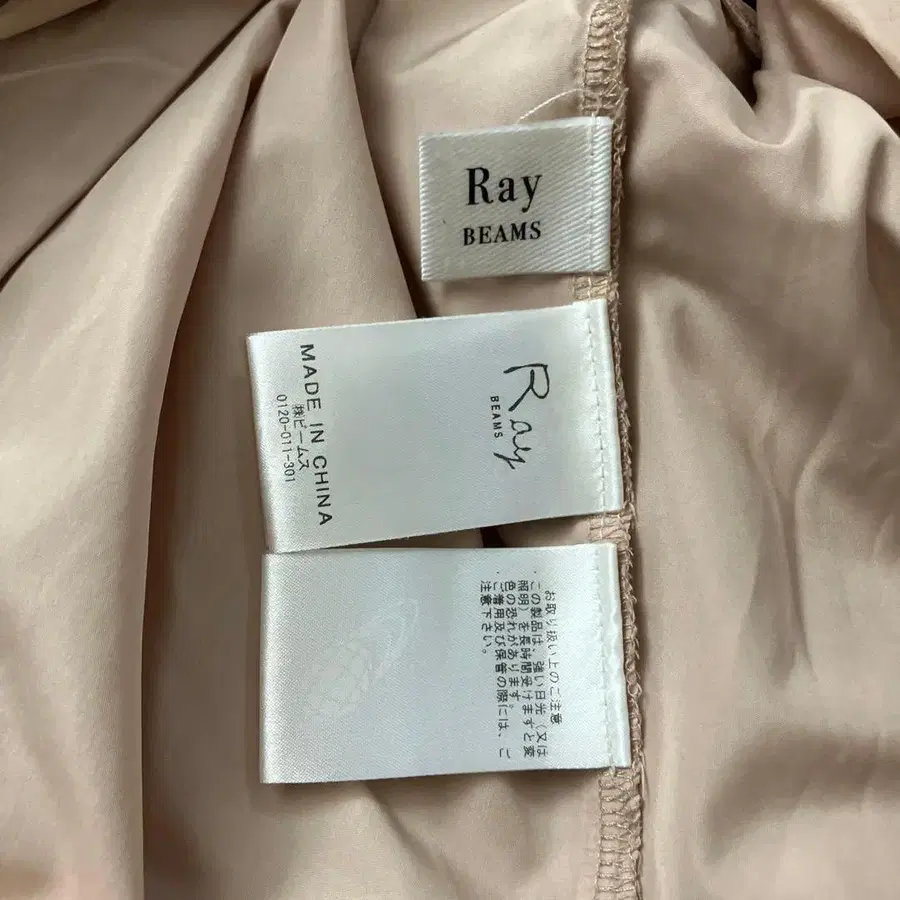 Ray
BEAMS
Ray
BEAMS
MADE IN CHINA
㈱ビームス
0120-011-301
お取り扱い上のご注意
・この製品は、強い日光（又は
照明）を長時間受けますと変
色の恐れがあります。
ご着用及び保管の際には、ご
注意下さい。